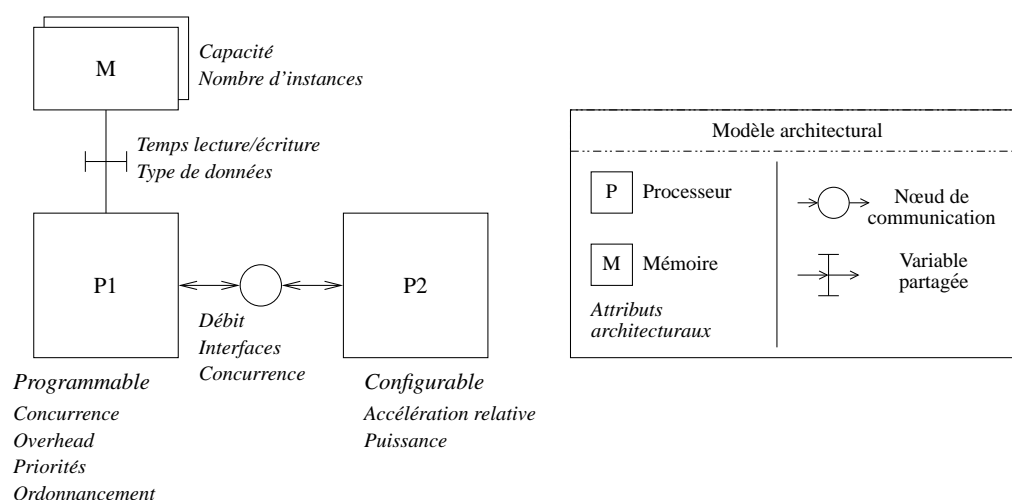 M
Capacité
Nombre d'instances
Temps lecture/écriture
Type de données
P1
P2
Débit
Interfaces
Concurrence
Programmable
Concurrence
Overhead
Priorités
Ordonnancement
Configurable
Accélération relative
Puissance
Modèle architectural
P Processeur
M Mémoire
Attributs
architecturaux
Nœud de
communication
Variable
partagée